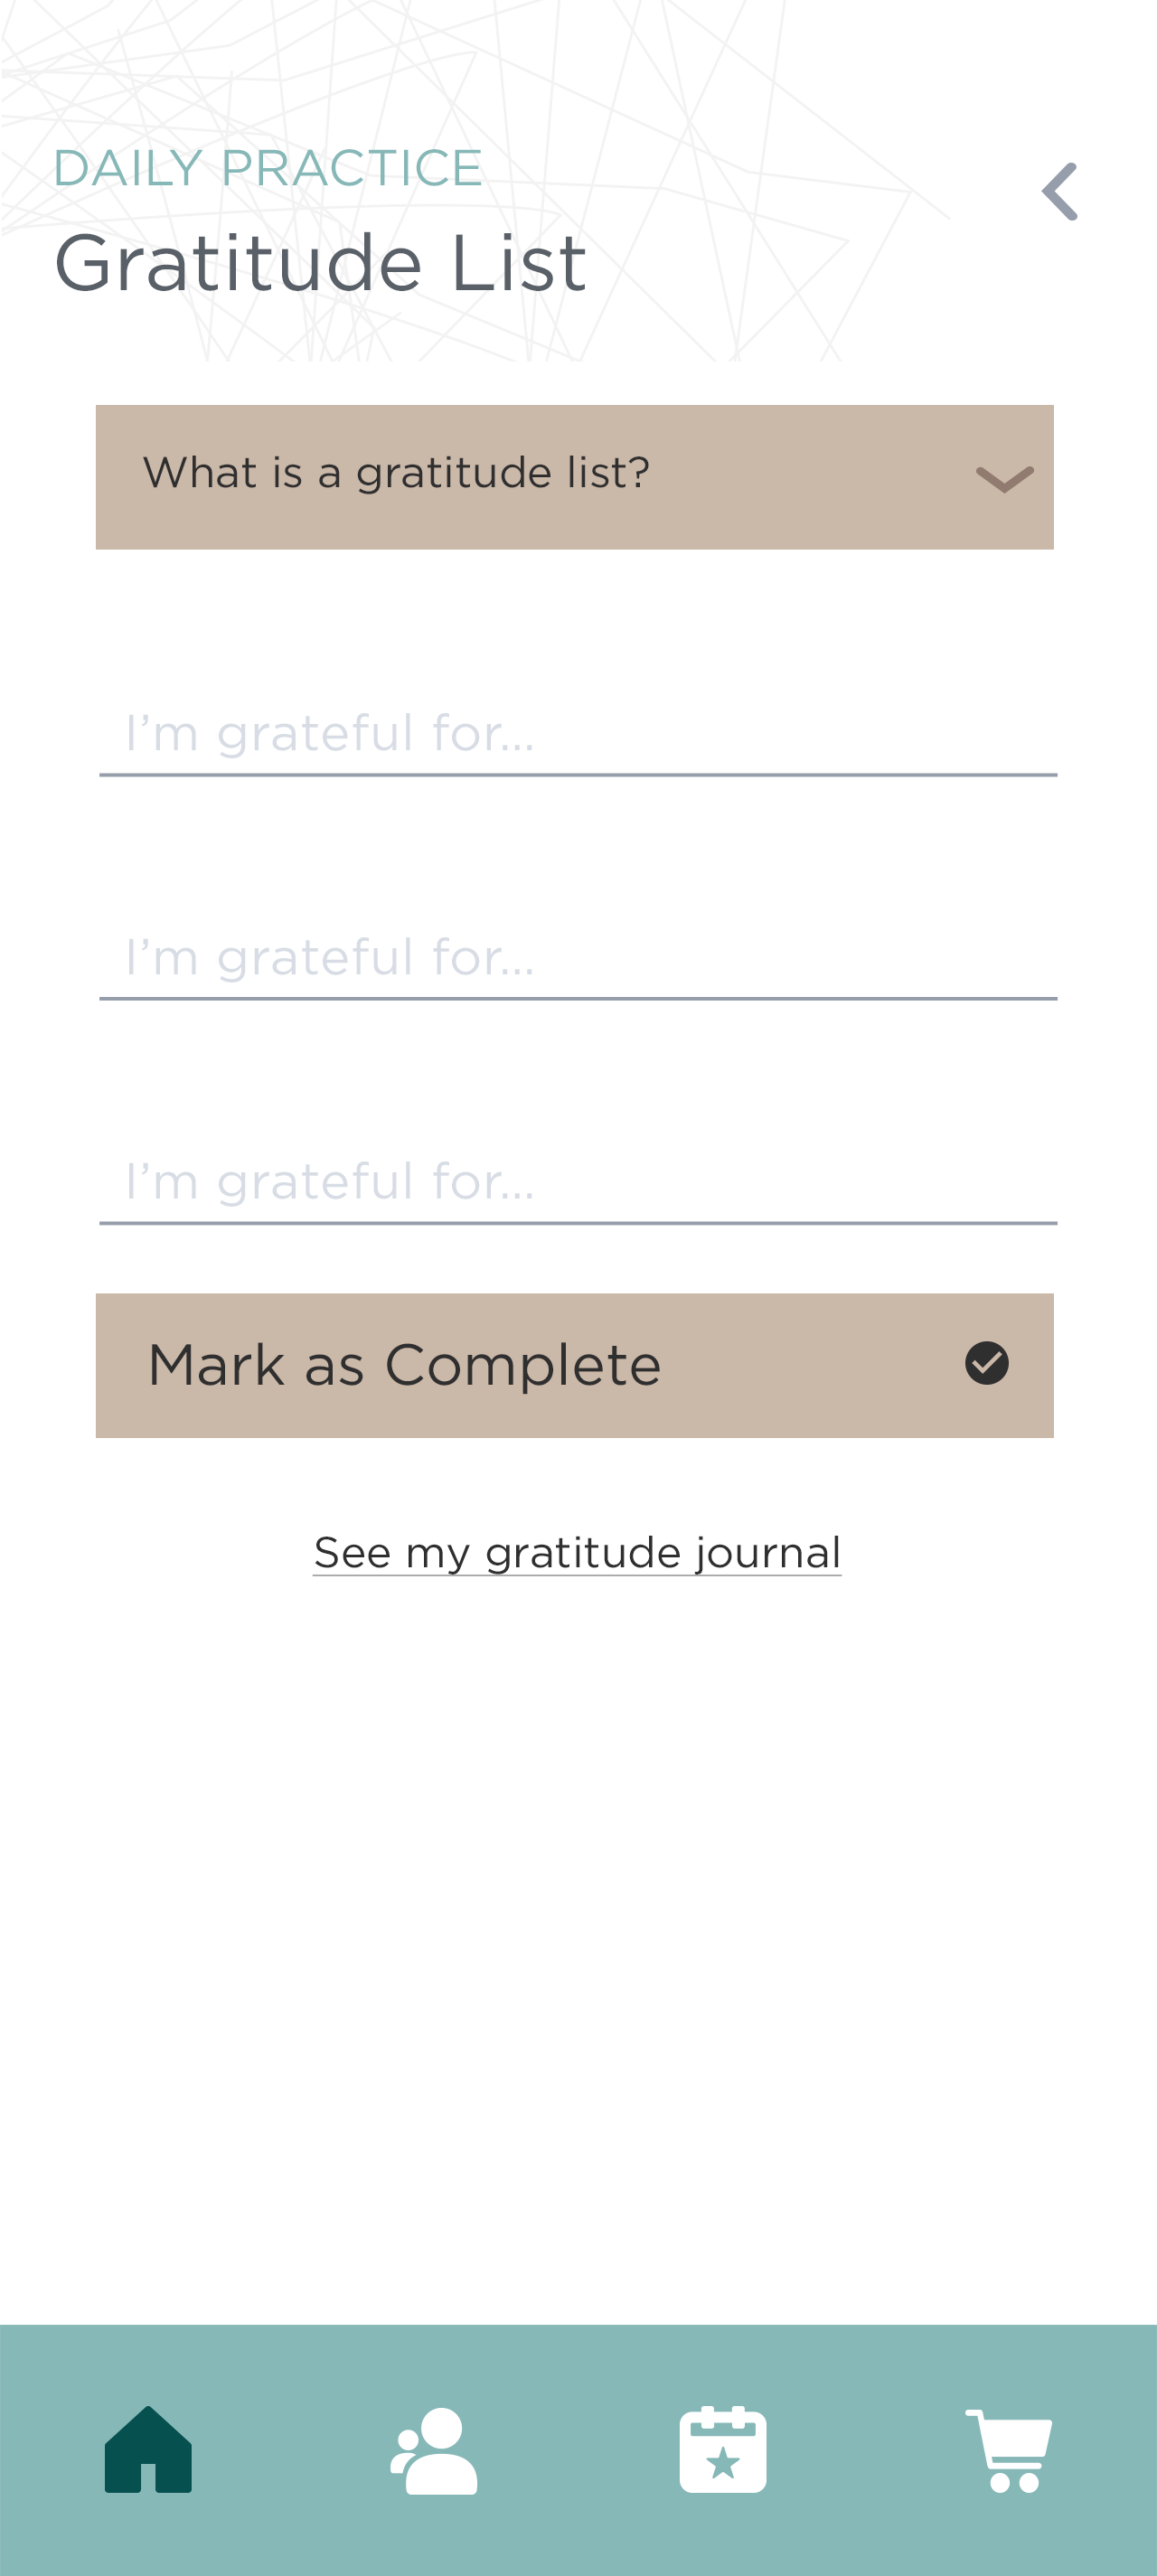 DAILY PRACTICE
Gratitude List
What is a gratitude list?
I’m grateful for...
I’m grateful for...
I’m grateful for...
Mark as Complete
See my gratitude journal